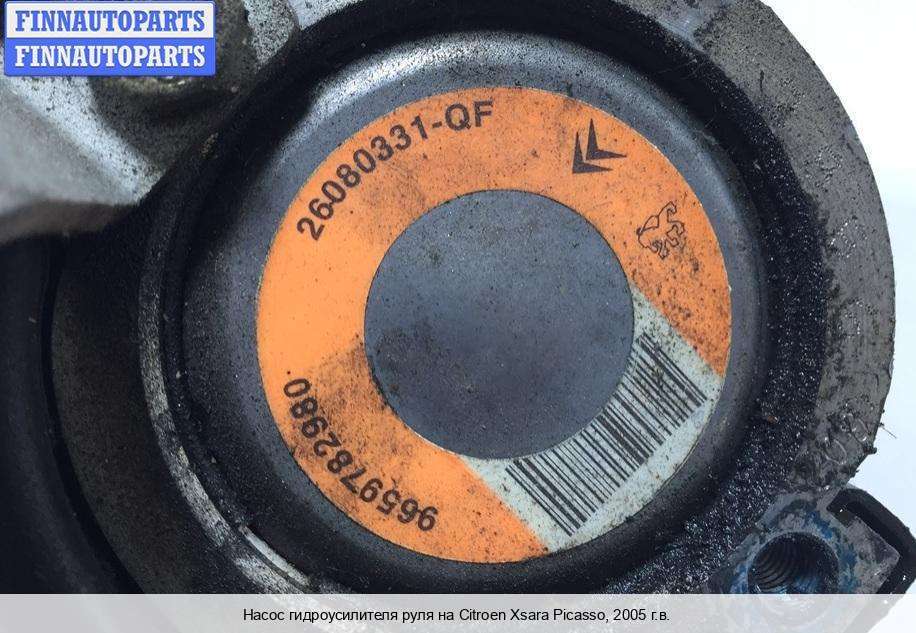 FINNAUTOPARTS
FINNAUTOPARTS
26080331-QF
9659782980
Насос гидроусилителя руля на Citroen Xsara Picasso, 2005 г.в.